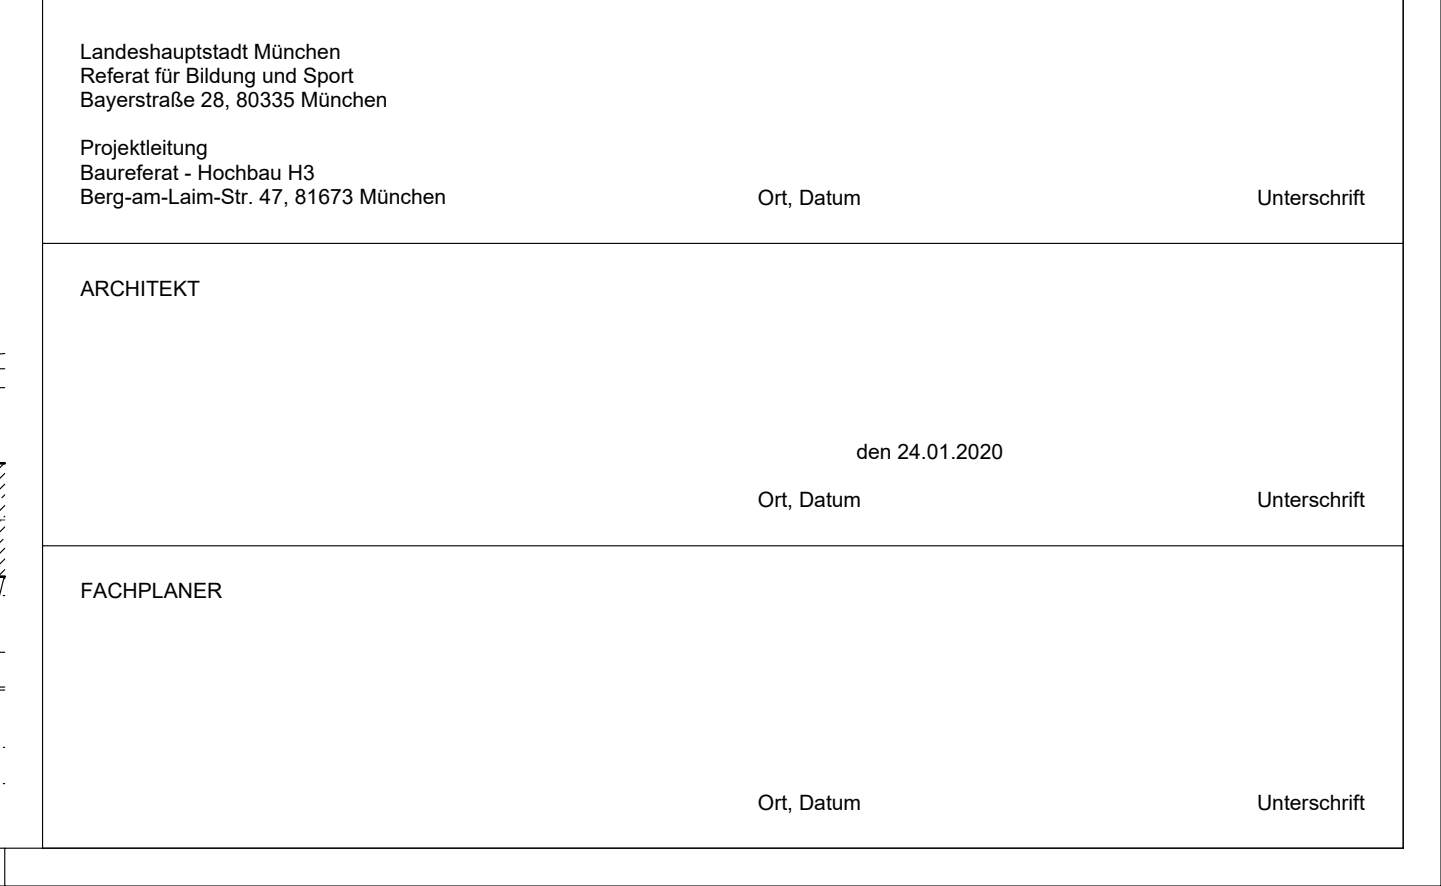 Landeshauptstadt München
Referat für Bildung und Sport
Bayerstraße 28, 80335 München
Projektleitung
Baureferat - Hochbau H3
Berg-am-Laim-Str. 47, 81673 München
Ort, Datum
Unterschrift
ARCHITEKT
den 24.01.2020
Ort, Datum
Unterschrift
FACHPLANER
Ort, Datum
Unterschrift